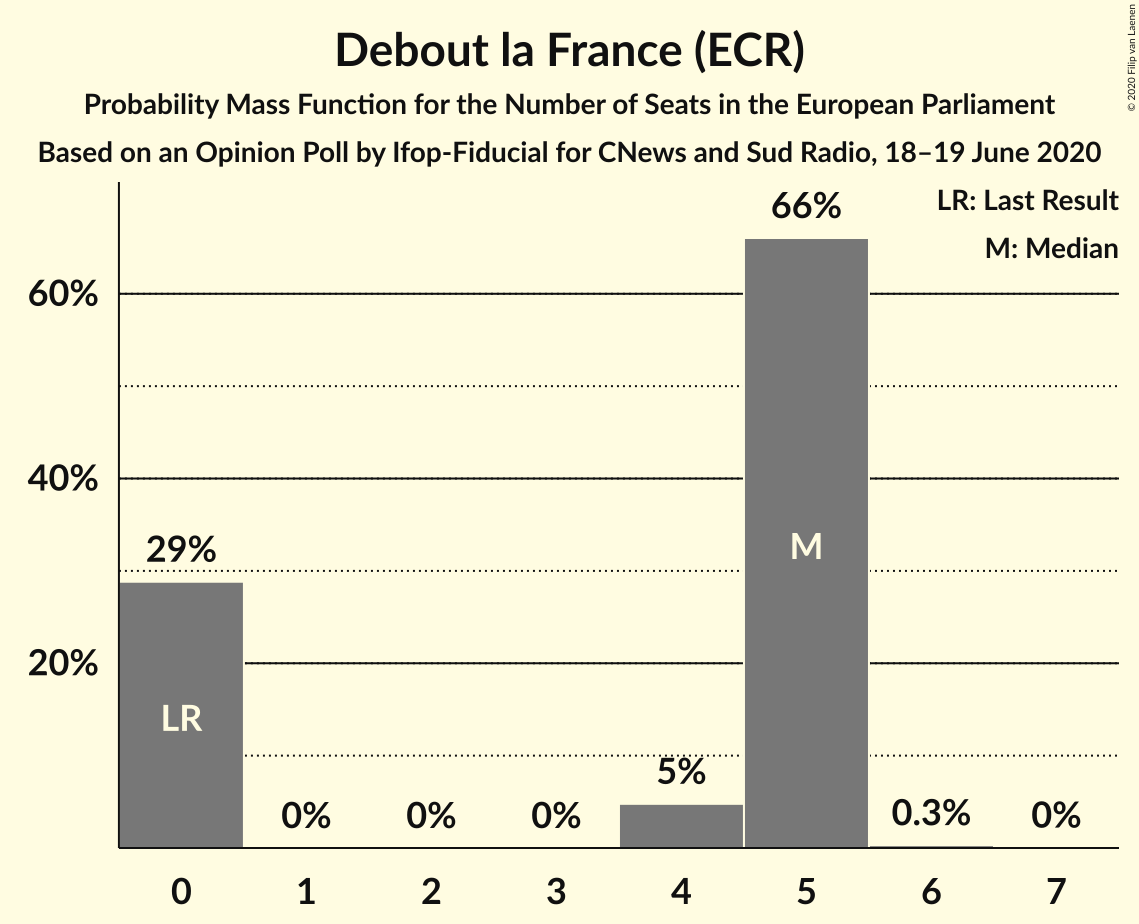 Debout la France (ECR)
Probability Mass Function for the Number of Seats in the European Parliament
Based on an Opinion Poll by Ifop-Fiducial for CNews and Sud Radio, 18–19 June 2020
© 2020 Filip van Laenen
LR: Last Result
M: Median
66%
60%
40%
M
29%
20%
LR
5%
0%
0%
0%
0.3%
0%
0 1 2 3 4 5 6 7